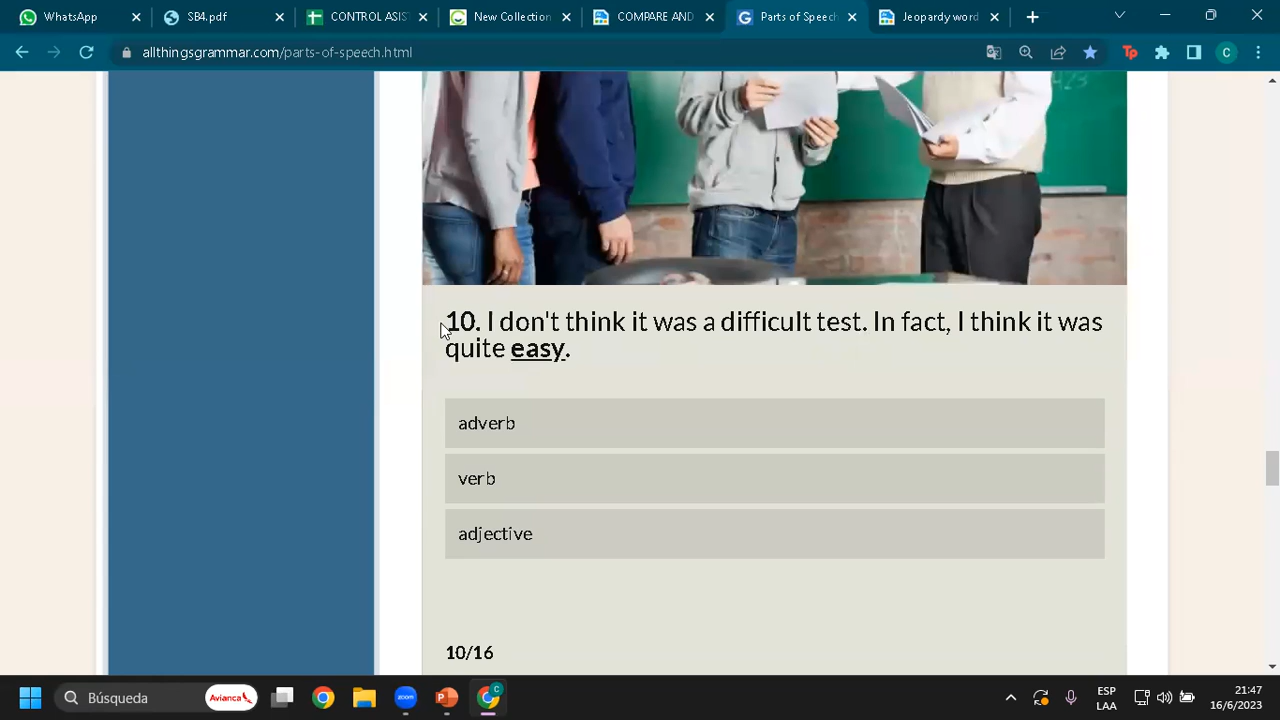 WhatsApp
SB4.pdf
CONTROL ASIS
New Collection
COMPARE AND
Parts of Speech
Jeopardy word
allthingsgrammar.com/parts-of-speech.html
C
10. I don't think it was a difficult test. In fact, I think it was
quite easy.
adverb
verb
adjective
10/16
Búsqueda
Avianca
zoom
C
ESP
LAA
21:47
16/6/2023